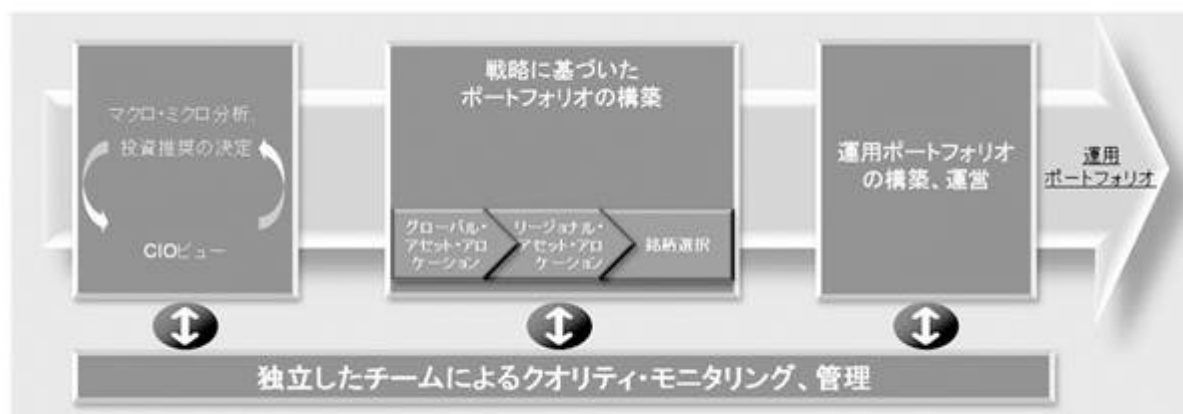 マクロ・ミクロ分析、
投資推奨の決定
CIOビュー
戦略に基づいた
ポートフォリオの構築
グローバル・
アセット・アロ
ケーション
リージョナル・
アセット・アロ
ケーション
銘柄選択
運用ポートフォリオ
の構築、運営
運用
ポートフォリオ
独立したチームによるクオリティ・モニタリング、管理